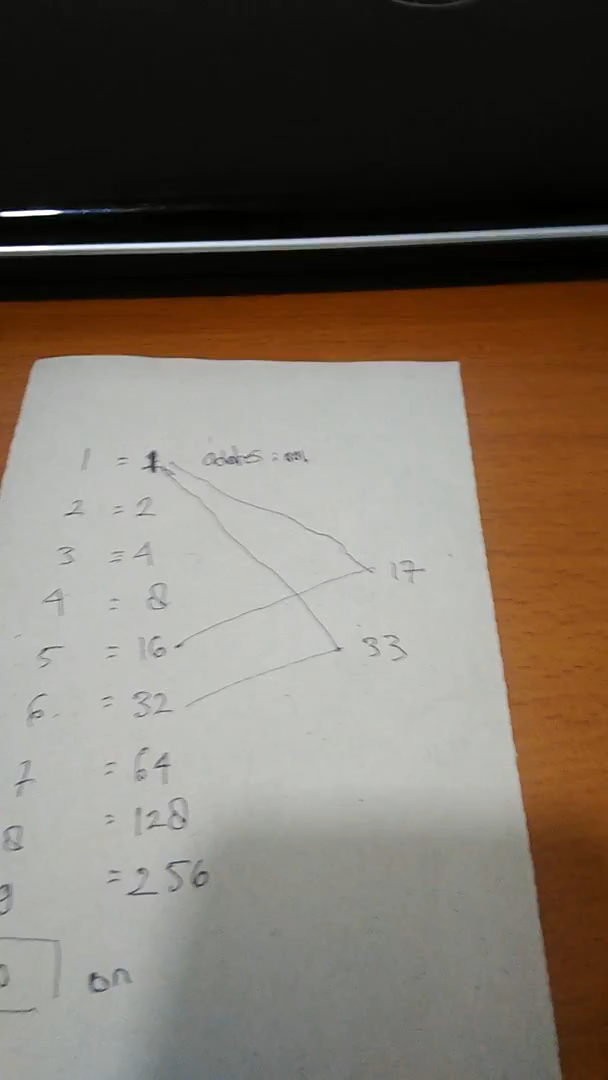 1 = 1
2 = 2
3 = 4
4 = 8
17
5 = 16
33
6. = 32
7 = 64
8 = 128
9 = 256
on